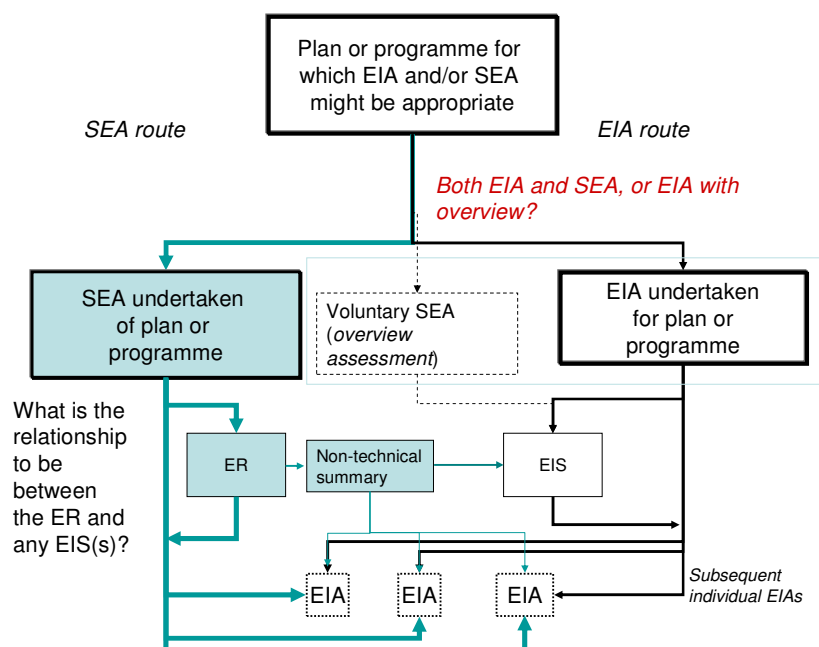 Plan or programme for
which EIA and/or SEA
might be appropriate
SEA route
EIA route
Both EIA and SEA, or EIA with
overview?
SEA undertaken
of plan or
programme
Voluntary SEA
(overview
assessment)
EIA undertaken
for plan or
programme
What is the
relationship
to be
between
the ER and
any EIS(s)?
ER
Non-technical
summary
EIS
EIA
EIA
EIA
Subsequent
individual EIAs